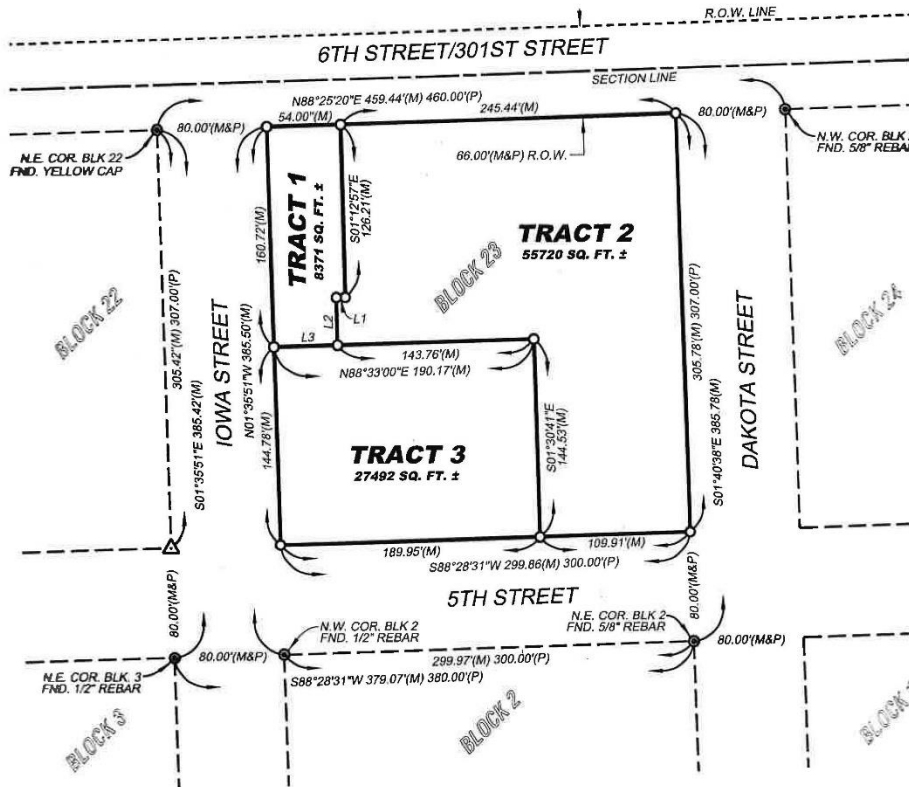 R.O.W. LINE
6TH STREET/301ST STREET
SECTION LINE
N88°25'20"E 459.44'(M) 460.00'(P)
54.00"(M)
245.44'(M)
80.00'(M&P)
80.00'(M&P)
N.E. COR. BLK 22
FND. YELLOW CAP
N.W. COR. BLK
FND. 5/8" REBAR
66.00'(M&P) R.O.W.
TRACT 1
8371 SQ. FT. ±
S01°12'57"E
126.21'(M)
160.72'(M)
TRACT 2
55720 SQ. FT. ±
BLOCK 23
BLOCK 22
BLOCK 24
305.42'(M) 307.00'(P)
S01°35'51"E 385.42'(M)
IOWA STREET
N01°35'51"W 385.50'(M)
L1
L2
L3
143.76'(M)
N88°33'00"E 190.17'(M)
305.78'(M) 307.00'(P)
S01°40'38"E 385.78(M)
DAKOTA STREET
144.78'(M)
TRACT 3
27492 SQ. FT. ±
S01°30'41"E
144.53'(M)
189.95'(M)
109.91'(M)
S88°28'31"W 299.86(M) 300.00'(P)
5TH STREET
80.00'(M&P)
80.00'(M&P)
N.W. COR. BLK 2
FND. 1/2" REBAR
N.E. COR. BLK 2
FND. 5/8" REBAR
80.00'(M&P)
80.00'(M&P)
N.E. COR. BLK. 3
FND. 1/2" REBAR
299.97'(M) 300.00'(P)
S88°28'31"W 379.07'(M) 380.00'(P)
BLOCK 3
BLOCK 2
BLOCK